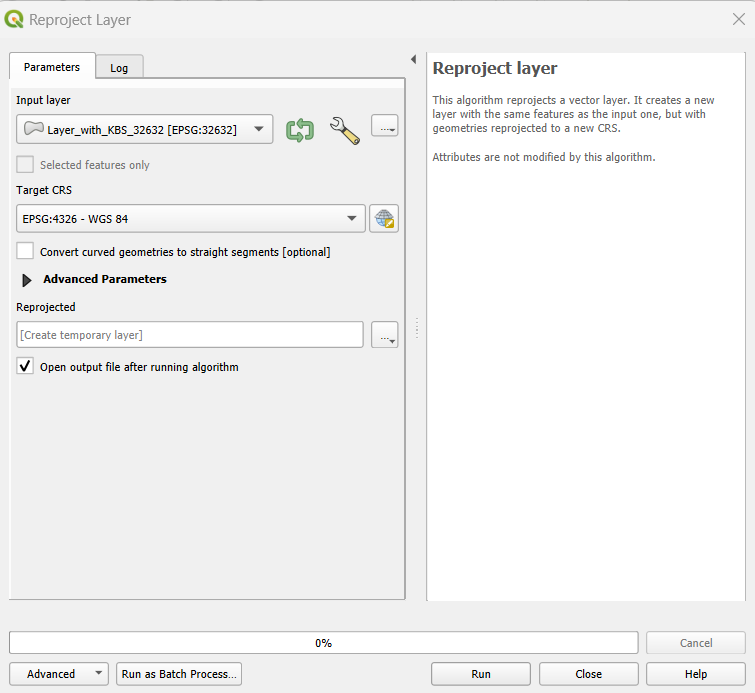 Reproject Layer
Parameters
Log
Input layer
Layer_with_KBS_32632 [EPSG:32632]
...
Selected features only
Target CRS
EPSG:4326 - WGS 84
Convert curved geometries to straight segments [optional]
Advanced Parameters
Reprojected
[Create temporary layer]
...
Open output file after running algorithm
Reproject layer
This algorithm reprojects a vector layer. It creates a new
layer with the same features as the input one, but with
geometries reprojected to a new CRS.
Attributes are not modified by this algorithm.
0%
Cancel
Advanced
Run as Batch Process...
Run
Close
Help